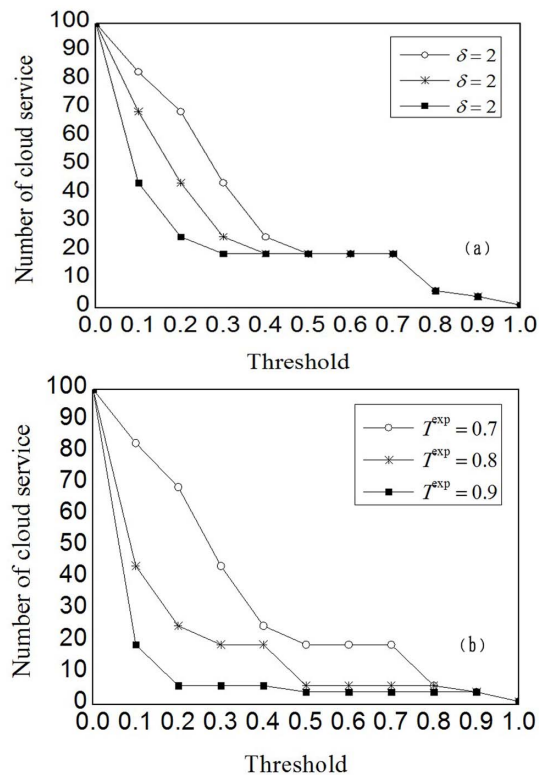 100
90
80
70
60
50
40
30
20
10
0
Number of cloud service
δ = 2
δ = 2
δ = 2
(a)
0.0 0.1 0.2 0.3 0.4 0.5 0.6 0.7 0.8 0.9 1.0
Threshold
100
90
80
70
60
50
40
30
20
10
0
Number of cloud service
T^exp = 0.7
T^exp = 0.8
T^exp = 0.9
(b)
0.0 0.1 0.2 0.3 0.4 0.5 0.6 0.7 0.8 0.9 1.0
Threshold